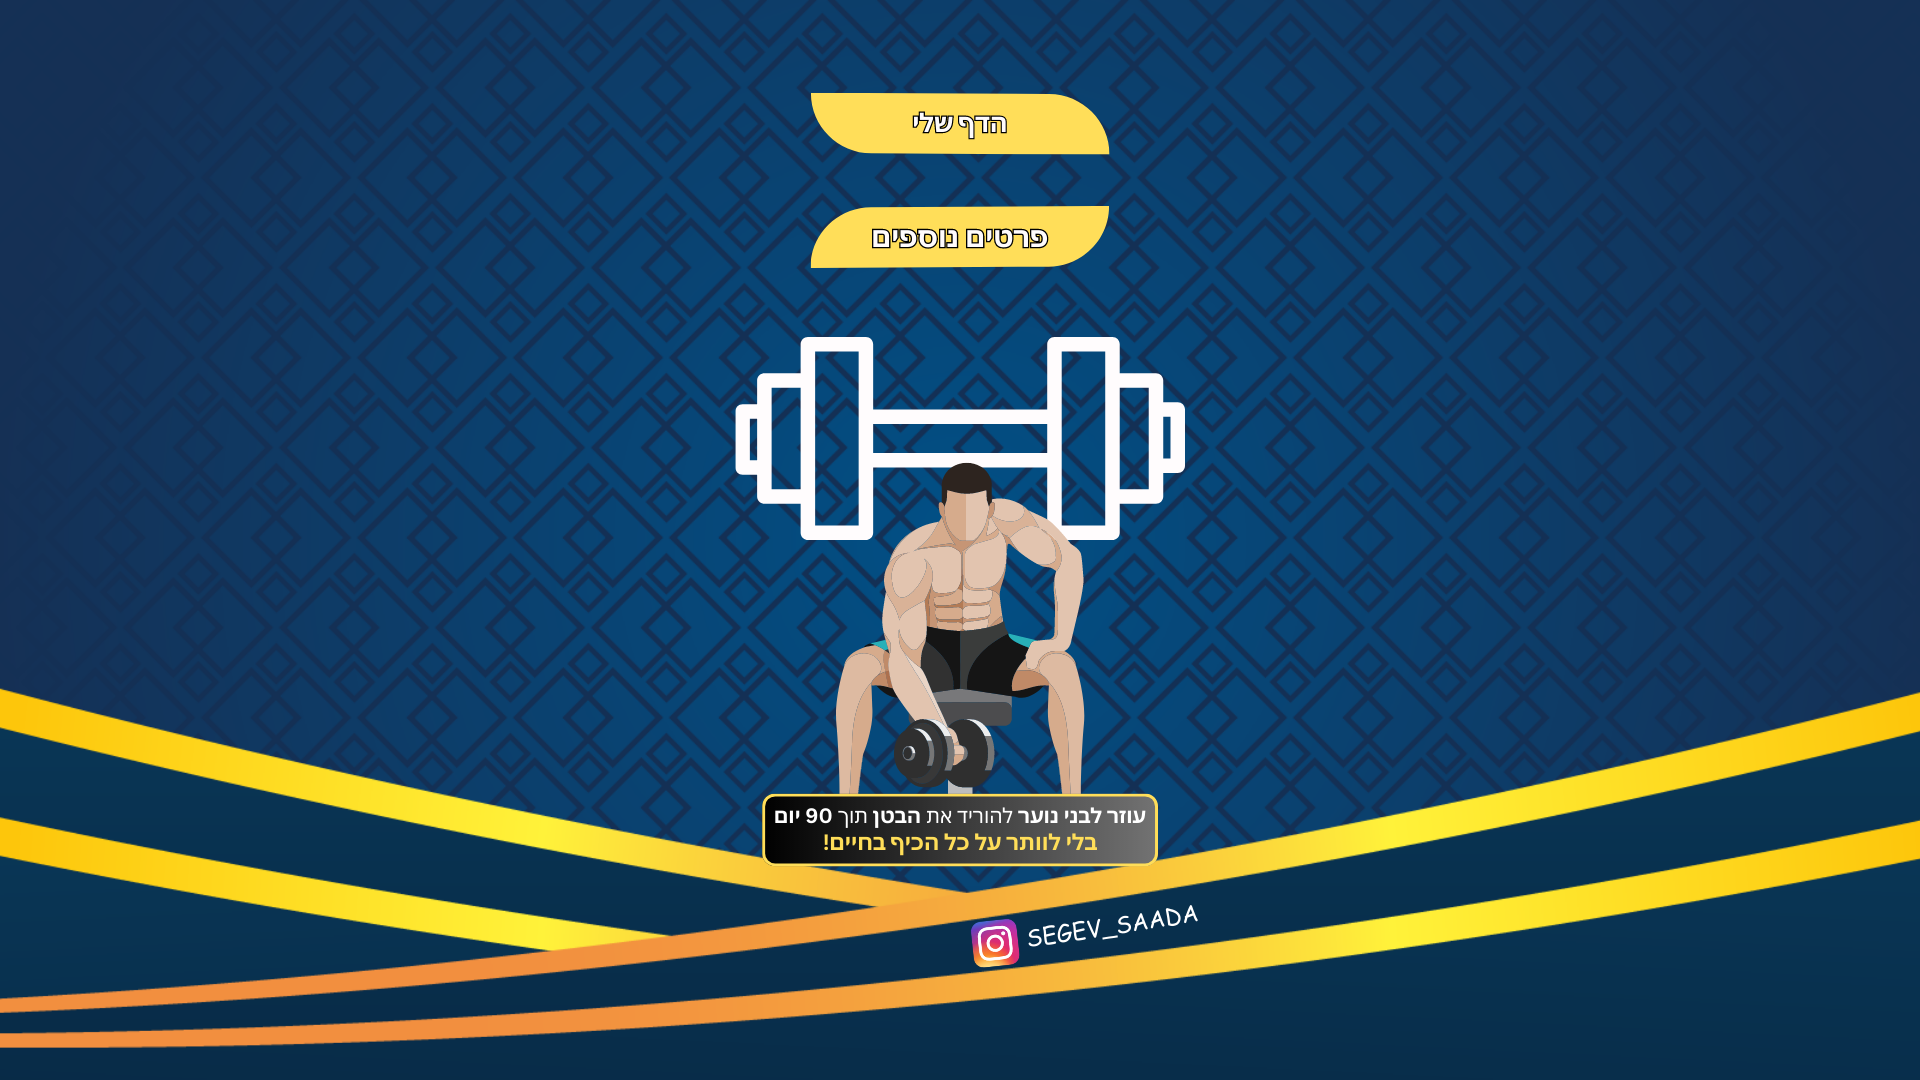 הדף שלי
פרטים נוספים
עוזר לבני נוער להוריד את הבטן תוך 90 יום
בלי לוותר על כל הכיף בחיים!
SEGEV_SAADA